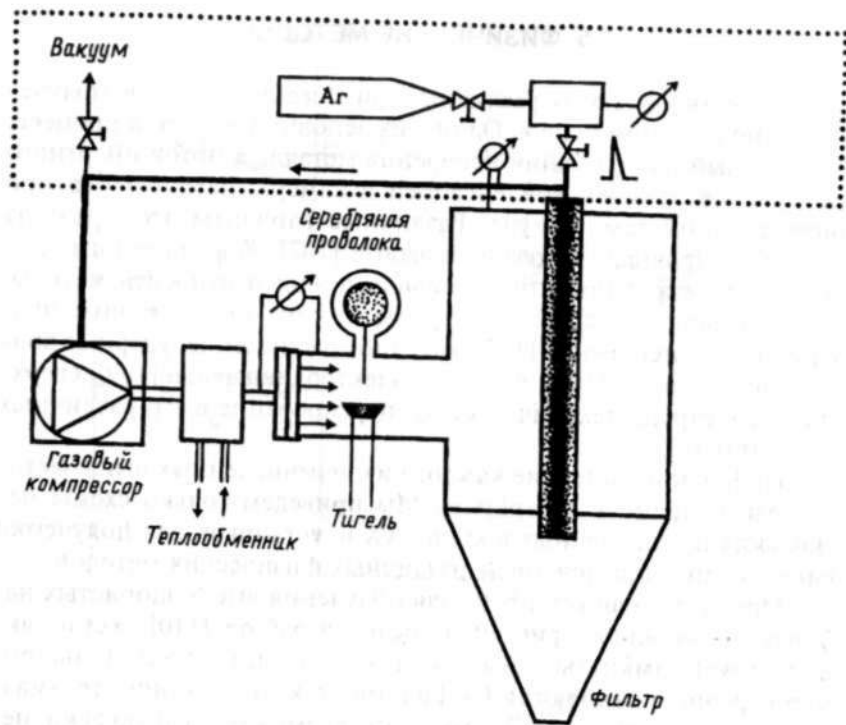 Вакуум
Ar
Серебряная
проволока
Газовый
компрессор
Теплообменник
Тигель
Фильтр